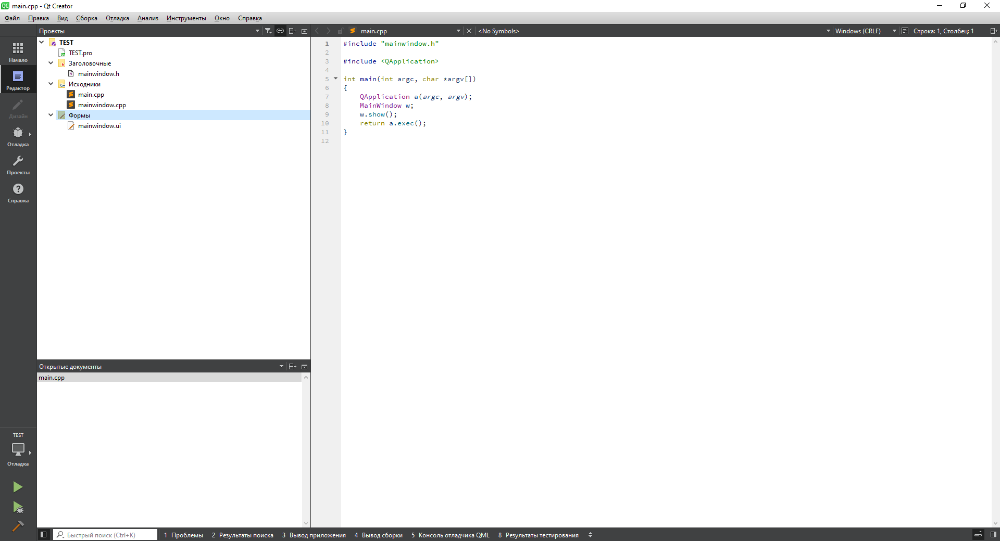 main.cpp - Qt Creator
Файл Правка Вид Сборка Отладка Анализ Инструменты Окно Справка
Проекты
main.cpp
<No Symbols>
Windows (CRLF)
Строка: 1, Столбец: 1
Начало
Редактор
Дизайн
Отладка
Проекты
Справка
TEST
TEST.pro
Заголовочные
mainwindow.h
Исходники
main.cpp
mainwindow.cpp
Формы
mainwindow.ui
1 #include "mainwindow.h"
2
3 #include <QApplication>
4
5 int main(int argc, char *argv[])
6 {
7     QApplication a(argc, argv);
8     MainWindow w;
9     w.show();
10     return a.exec();
11 }
12
Открытые документы
main.cpp
TEST
Отладка
Быстрый поиск (Ctrl+K)
1 Проблемы 2 Результаты поиска 3 Вывод приложения 4 Вывод сборки 5 Консоль отладчика QML 8 Результаты тестирования